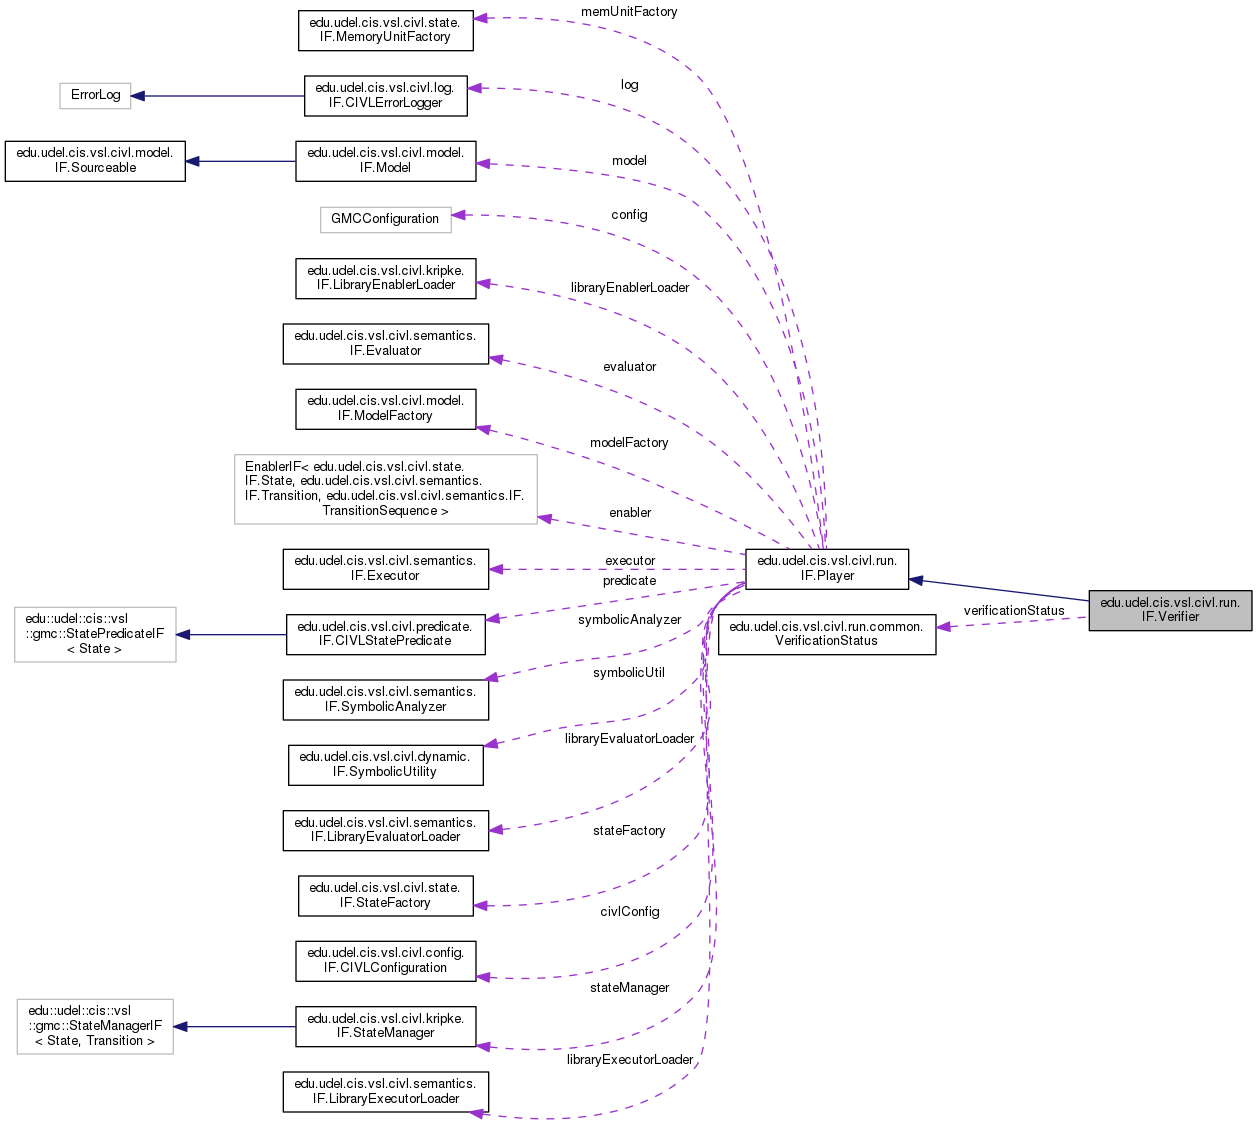 memUnitFactory
edu.udel.cis.vsl.civl.state.
IF.MemoryUnitFactory
log
ErrorLog
edu.udel.cis.vsl.civl.log.
IF.CIVLErrorLogger
edu.udel.cis.vsl.civl.model.
IF.Sourceable
edu.udel.cis.vsl.civl.model.
IF.Model
model
GMCConfiguration
config
edu.udel.cis.vsl.civl.kripke.
IF.LibraryEnablerLoader
libraryEnablerLoader
edu.udel.cis.vsl.civl.semantics.
IF.Evaluator
evaluator
edu.udel.cis.vsl.civl.model.
IF.ModelFactory
modelFactory
EnablerIF< edu.udel.cis.vsl.civl.state.
IF.State, edu.udel.cis.vsl.civl.semantics.
IF.Transition, edu.udel.cis.vsl.civl.semantics.IF.
TransitionSequence >
enabler
edu.udel.cis.vsl.civl.semantics.
IF.Executor
executor
edu.udel.cis.vsl.civl.run.
IF.Player
predicate
edu::udel::cis::vsl
::gmc::StatePredicateIF
< State >
edu.udel.cis.vsl.civl.predicate.
IF.CIVLStatePredicate
symbolicAnalyzer
edu.udel.cis.vsl.civl.run.common.
VerificationStatus
verificationStatus
edu.udel.cis.vsl.civl.run.
IF.Verifier
edu.udel.cis.vsl.civl.semantics.
IF.SymbolicAnalyzer
symbolicUtil
edu.udel.cis.vsl.civl.dynamic.
IF.SymbolicUtility
libraryEvaluatorLoader
edu.udel.cis.vsl.civl.semantics.
IF.LibraryEvaluatorLoader
stateFactory
edu.udel.cis.vsl.civl.state.
IF.StateFactory
civlConfig
edu.udel.cis.vsl.civl.config.
IF.CIVLConfiguration
stateManager
edu::udel::cis::vsl
::gmc::StateManagerIF
< State, Transition >
edu.udel.cis.vsl.civl.kripke.
IF.StateManager
libraryExecutorLoader
edu.udel.cis.vsl.civl.semantics.
IF.LibraryExecutorLoader